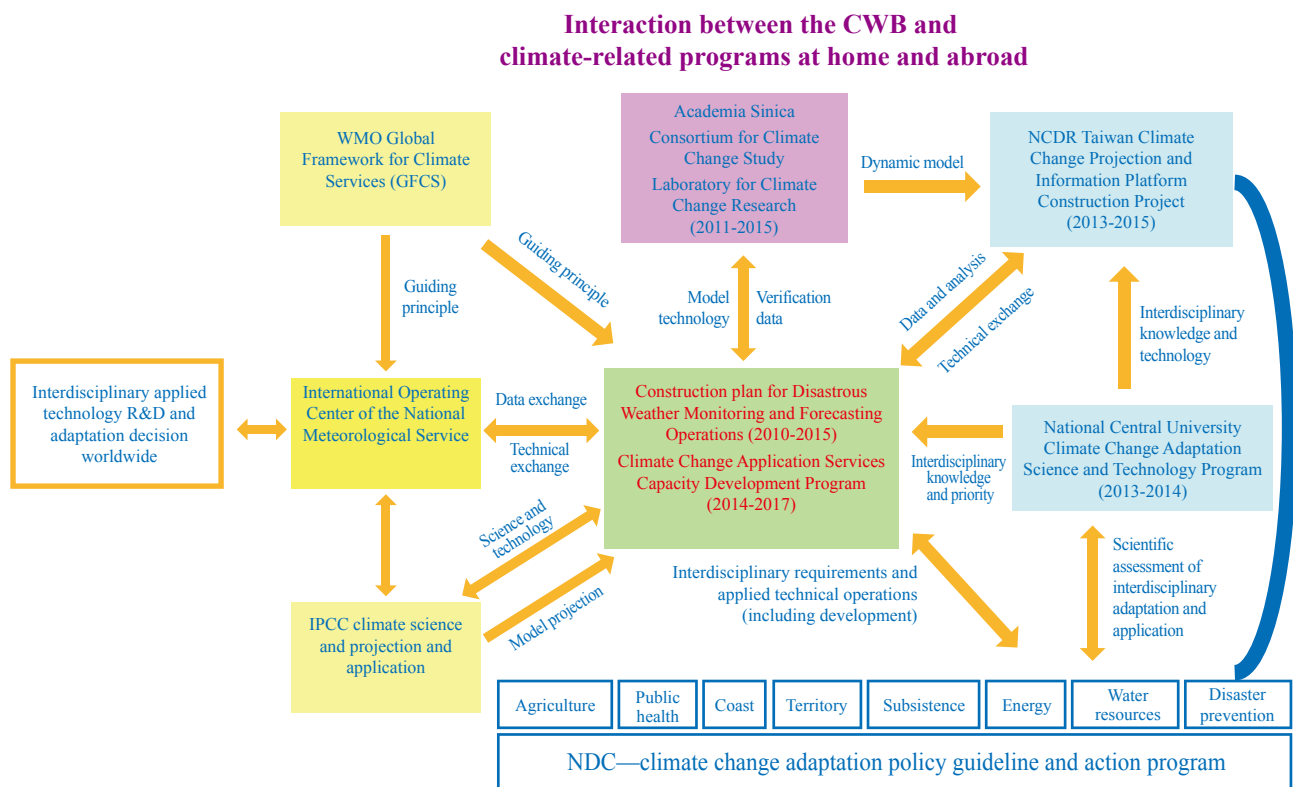 Interaction between the CWB and
climate-related programs at home and abroad
WMO Global
Framework for Climate
Services (GFCS)
Academia Sinica
Consortium for Climate
Change Study
Laboratory for Climate
Change Research
(2011-2015)
Dynamic model
NCDR Taiwan Climate
Change Projection and
Information Platform
Construction Project
(2013-2015)
Guiding
principle
Guiding principle
Model
technology
Verification
data
Data and analysis
Technical exchange
Interdisciplinary
knowledge and
technology
Interdisciplinary applied
technology R&D and
adaptation decision
worldwide
International Operating
Center of the National
Meteorological Service
Data exchange
Technical
exchange
Construction plan for Disastrous
Weather Monitoring and Forecasting
Operations (2010-2015)
Climate Change Application Services
Capacity Development Program
(2014-2017)
Interdisciplinary
knowledge
and priority
National Central University
Climate Change Adaptation
Science and Technology Program
(2013-2014)
Science and
technology
Model projection
Interdisciplinary requirements and
applied technical operations
(including development)
Scientific
assessment of
interdisciplinary
adaptation and
application
IPCC climate science
and projection and
application
Agriculture
Public
health
Coast
Territory
Subsistence
Energy
Water
resources
Disaster
prevention
NDC—climate change adaptation policy guideline and action program